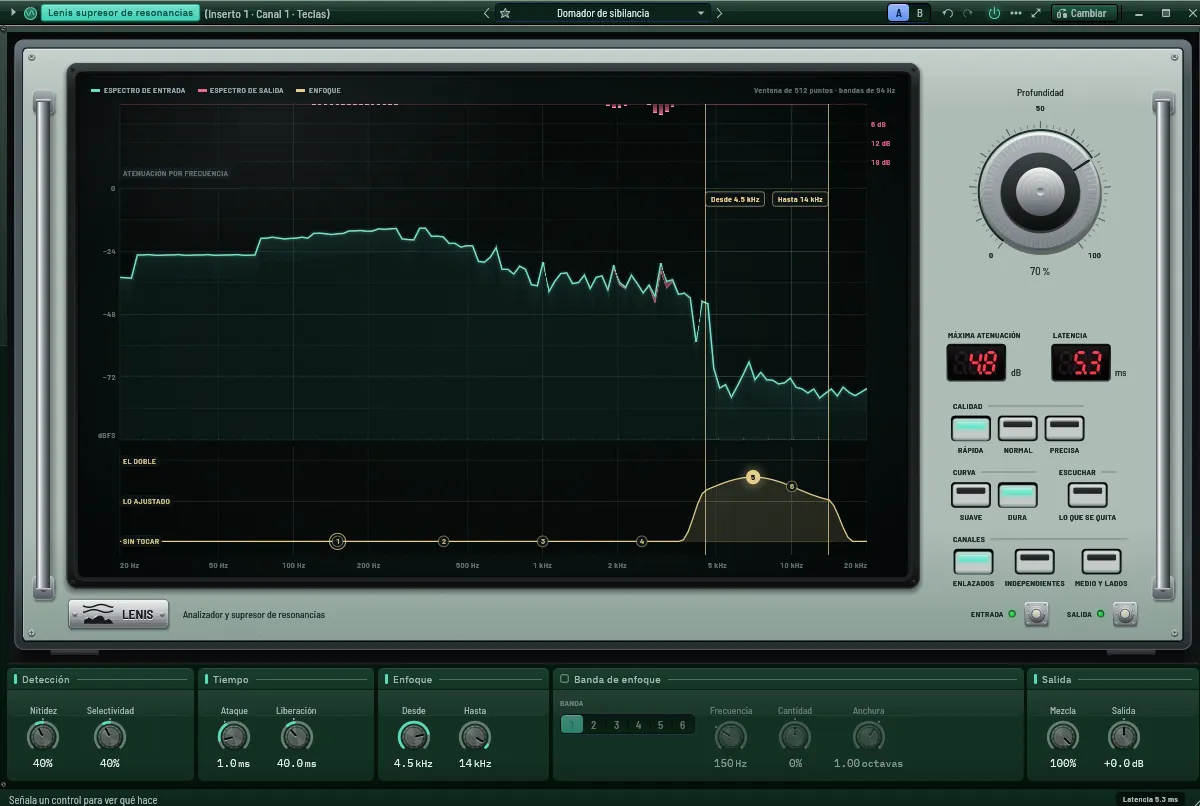 Lenis supresor de resonancias (Inserto 1 · Canal 1 · Teclas) Domador de sibilancia A B Cambiar
ESPECTRO DE ENTRADA ESPECTRO DE SALIDA ENFOQUE Ventana de 512 puntos · bandas de 94 Hz
6 dB
12 dB
18 dB
ATENUACIÓN POR FRECUENCIA
0
Desde 4.5 kHz Hasta 14 kHz
-24
-48
-72
dBFS
EL DOBLE
LO AJUSTADO
SIN TOCAR
1 2 3 4 5 6
20 Hz 50 Hz 100 Hz 200 Hz 500 Hz 1 kHz 2 kHz 5 kHz 10 kHz 20 kHz
LENIS Analizador y supresor de resonancias
Profundidad
50
0 100
70 %
MÁXIMA ATENUACIÓN LATENCIA
4.8 dB 5.3 ms
CALIDAD
RÁPIDA NORMAL PRECISA
CURVA ESCUCHAR
SUAVE DURA LO QUE SE QUITA
CANALES
ENLAZADOS INDEPENDIENTES MEDIO Y LADOS
ENTRADA SALIDA
Detección Tiempo Enfoque Banda de enfoque Salida
Nitidez Selectividad Ataque Liberación Desde Hasta BANDA Frecuencia Cantidad Anchura Mezcla Salida
1 2 3 4 5 6
40% 40% 1.0 ms 40.0 ms 4.5 kHz 14 kHz 150 Hz 0% 1.00 octavas 100% +0.0 dB
Señala un control para ver qué hace Latencia 5.3 ms